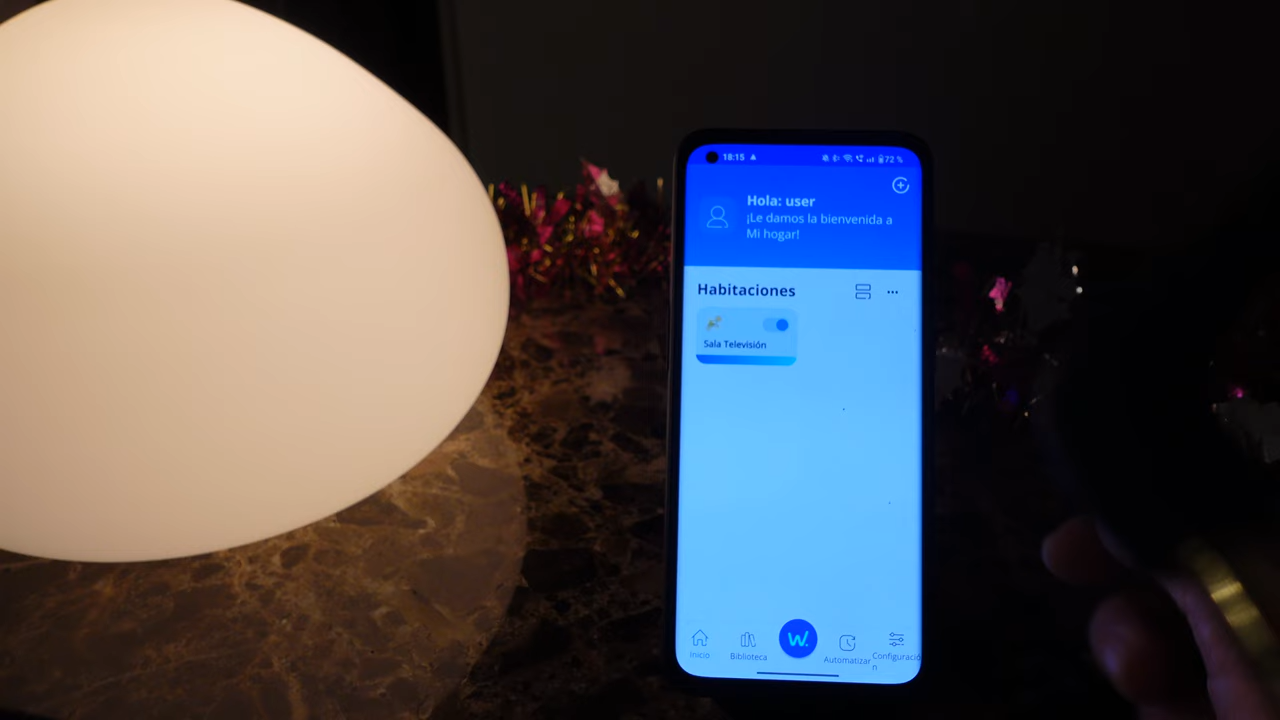 18:15
72 %
Hola: user
¡Le damos la bienvenida a
Mi hogar!
Habitaciones
Sala Televisión
W.
Inicio
Biblioteca
Automatizar
Configuració
n